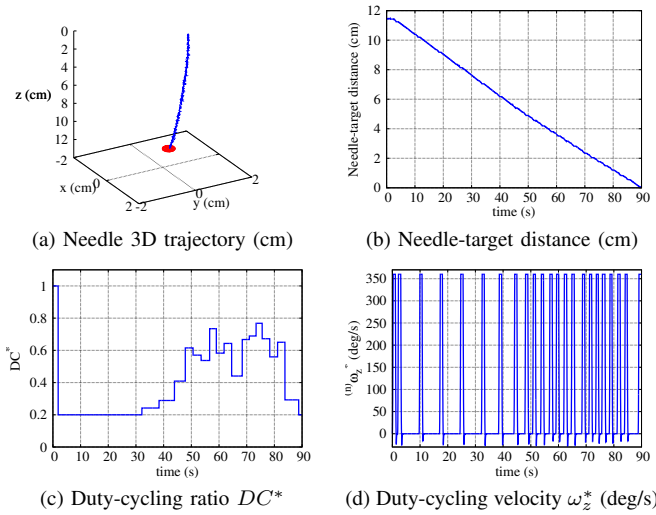 0
2
4
6
8
10
12
z (cm)
-2
x (cm)
0
2
-2
0
y (cm)
2
(a) Needle 3D trajectory (cm)
12
10
8
6
4
2
0
Needle-target distance (cm)
0 10 20 30 40 50 60 70 80 90
time (s)
(b) Needle-target distance (cm)
1
0.8
0.6
0.4
0.2
0
DC*
0 10 20 30 40 50 60 70 80 90
time (s)
(c) Duty-cycling ratio DC*
350
300
250
200
150
100
50
0
(n)ω_z* (deg/s)
0 10 20 30 40 50 60 70 80 90
time (s)
(d) Duty-cycling velocity ω_z* (deg/s)